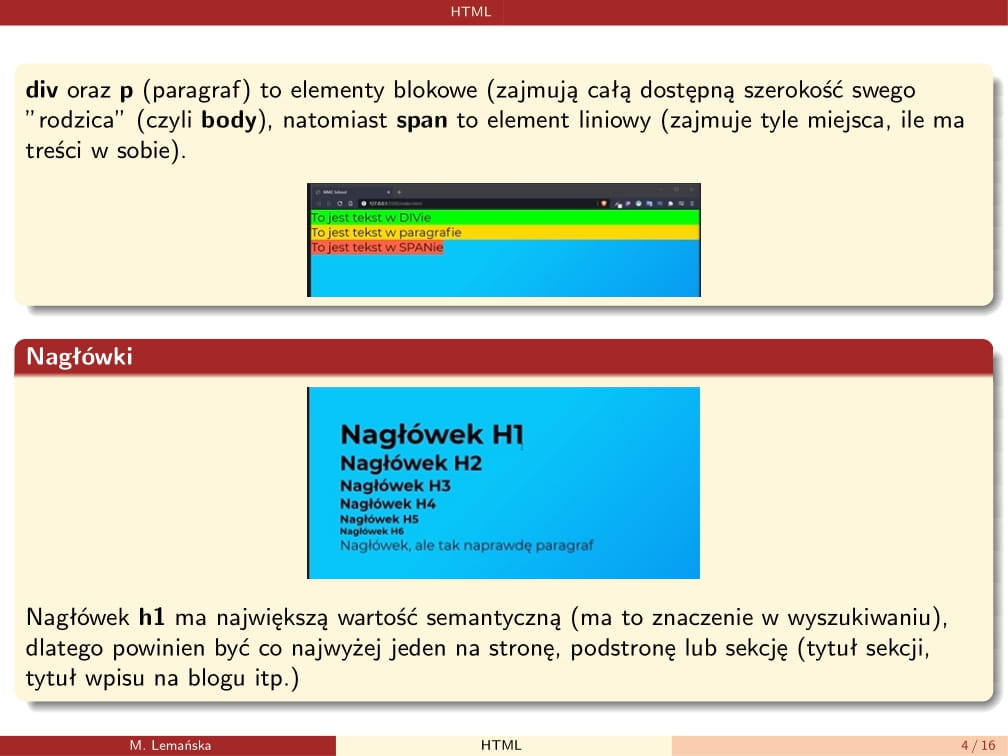 HTML
div oraz p (paragraf) to elementy blokowe (zajmują całą dostępną szerokość swego
"rodzica" (czyli body), natomiast span to element liniowy (zajmuje tyle miejsca, ile ma
treści w sobie).
To jest tekst w DIVie
To jest tekst w paragrafie
To jest tekst w SPANie
Nagłówki
Nagłówek H1
Nagłówek H2
Nagłówek H3
Nagłówek H4
Nagłówek H5
Nagłówek H6
Nagłówek, ale tak naprawdę paragraf
Nagłówek h1 ma największą wartość semantyczną (ma to znaczenie w wyszukiwaniu),
dlatego powinien być co najwyżej jeden na stronę, podstronę lub sekcję (tytuł sekcji,
tytuł wpisu na blogu itp.)
M. Lemańska
HTML
4 / 16